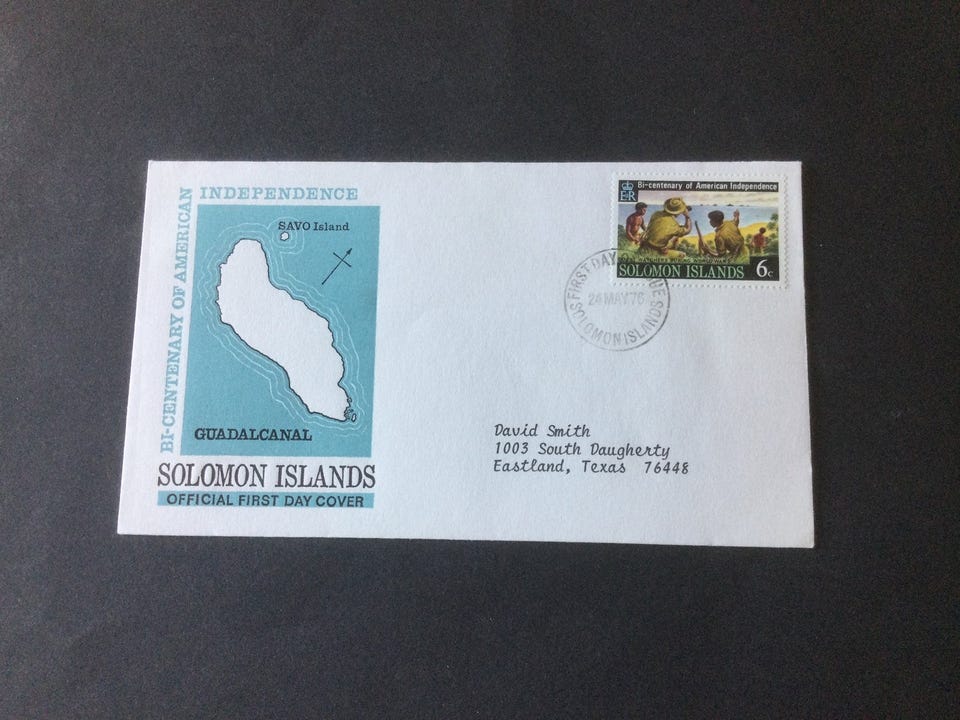 BI-CENTENARY OF AMERICAN
INDEPENDENCE
SAVO Island
GUADALCANAL
SOLOMON ISLANDS
OFFICIAL FIRST DAY COVER
E R
Bi-centenary of American Independence
SOLOMON ISLANDS 6c
FIRST DAY
24 MAY 76
SOLOMON ISLANDS
David Smith
1003 South Daugherty
Eastland, Texas 76448